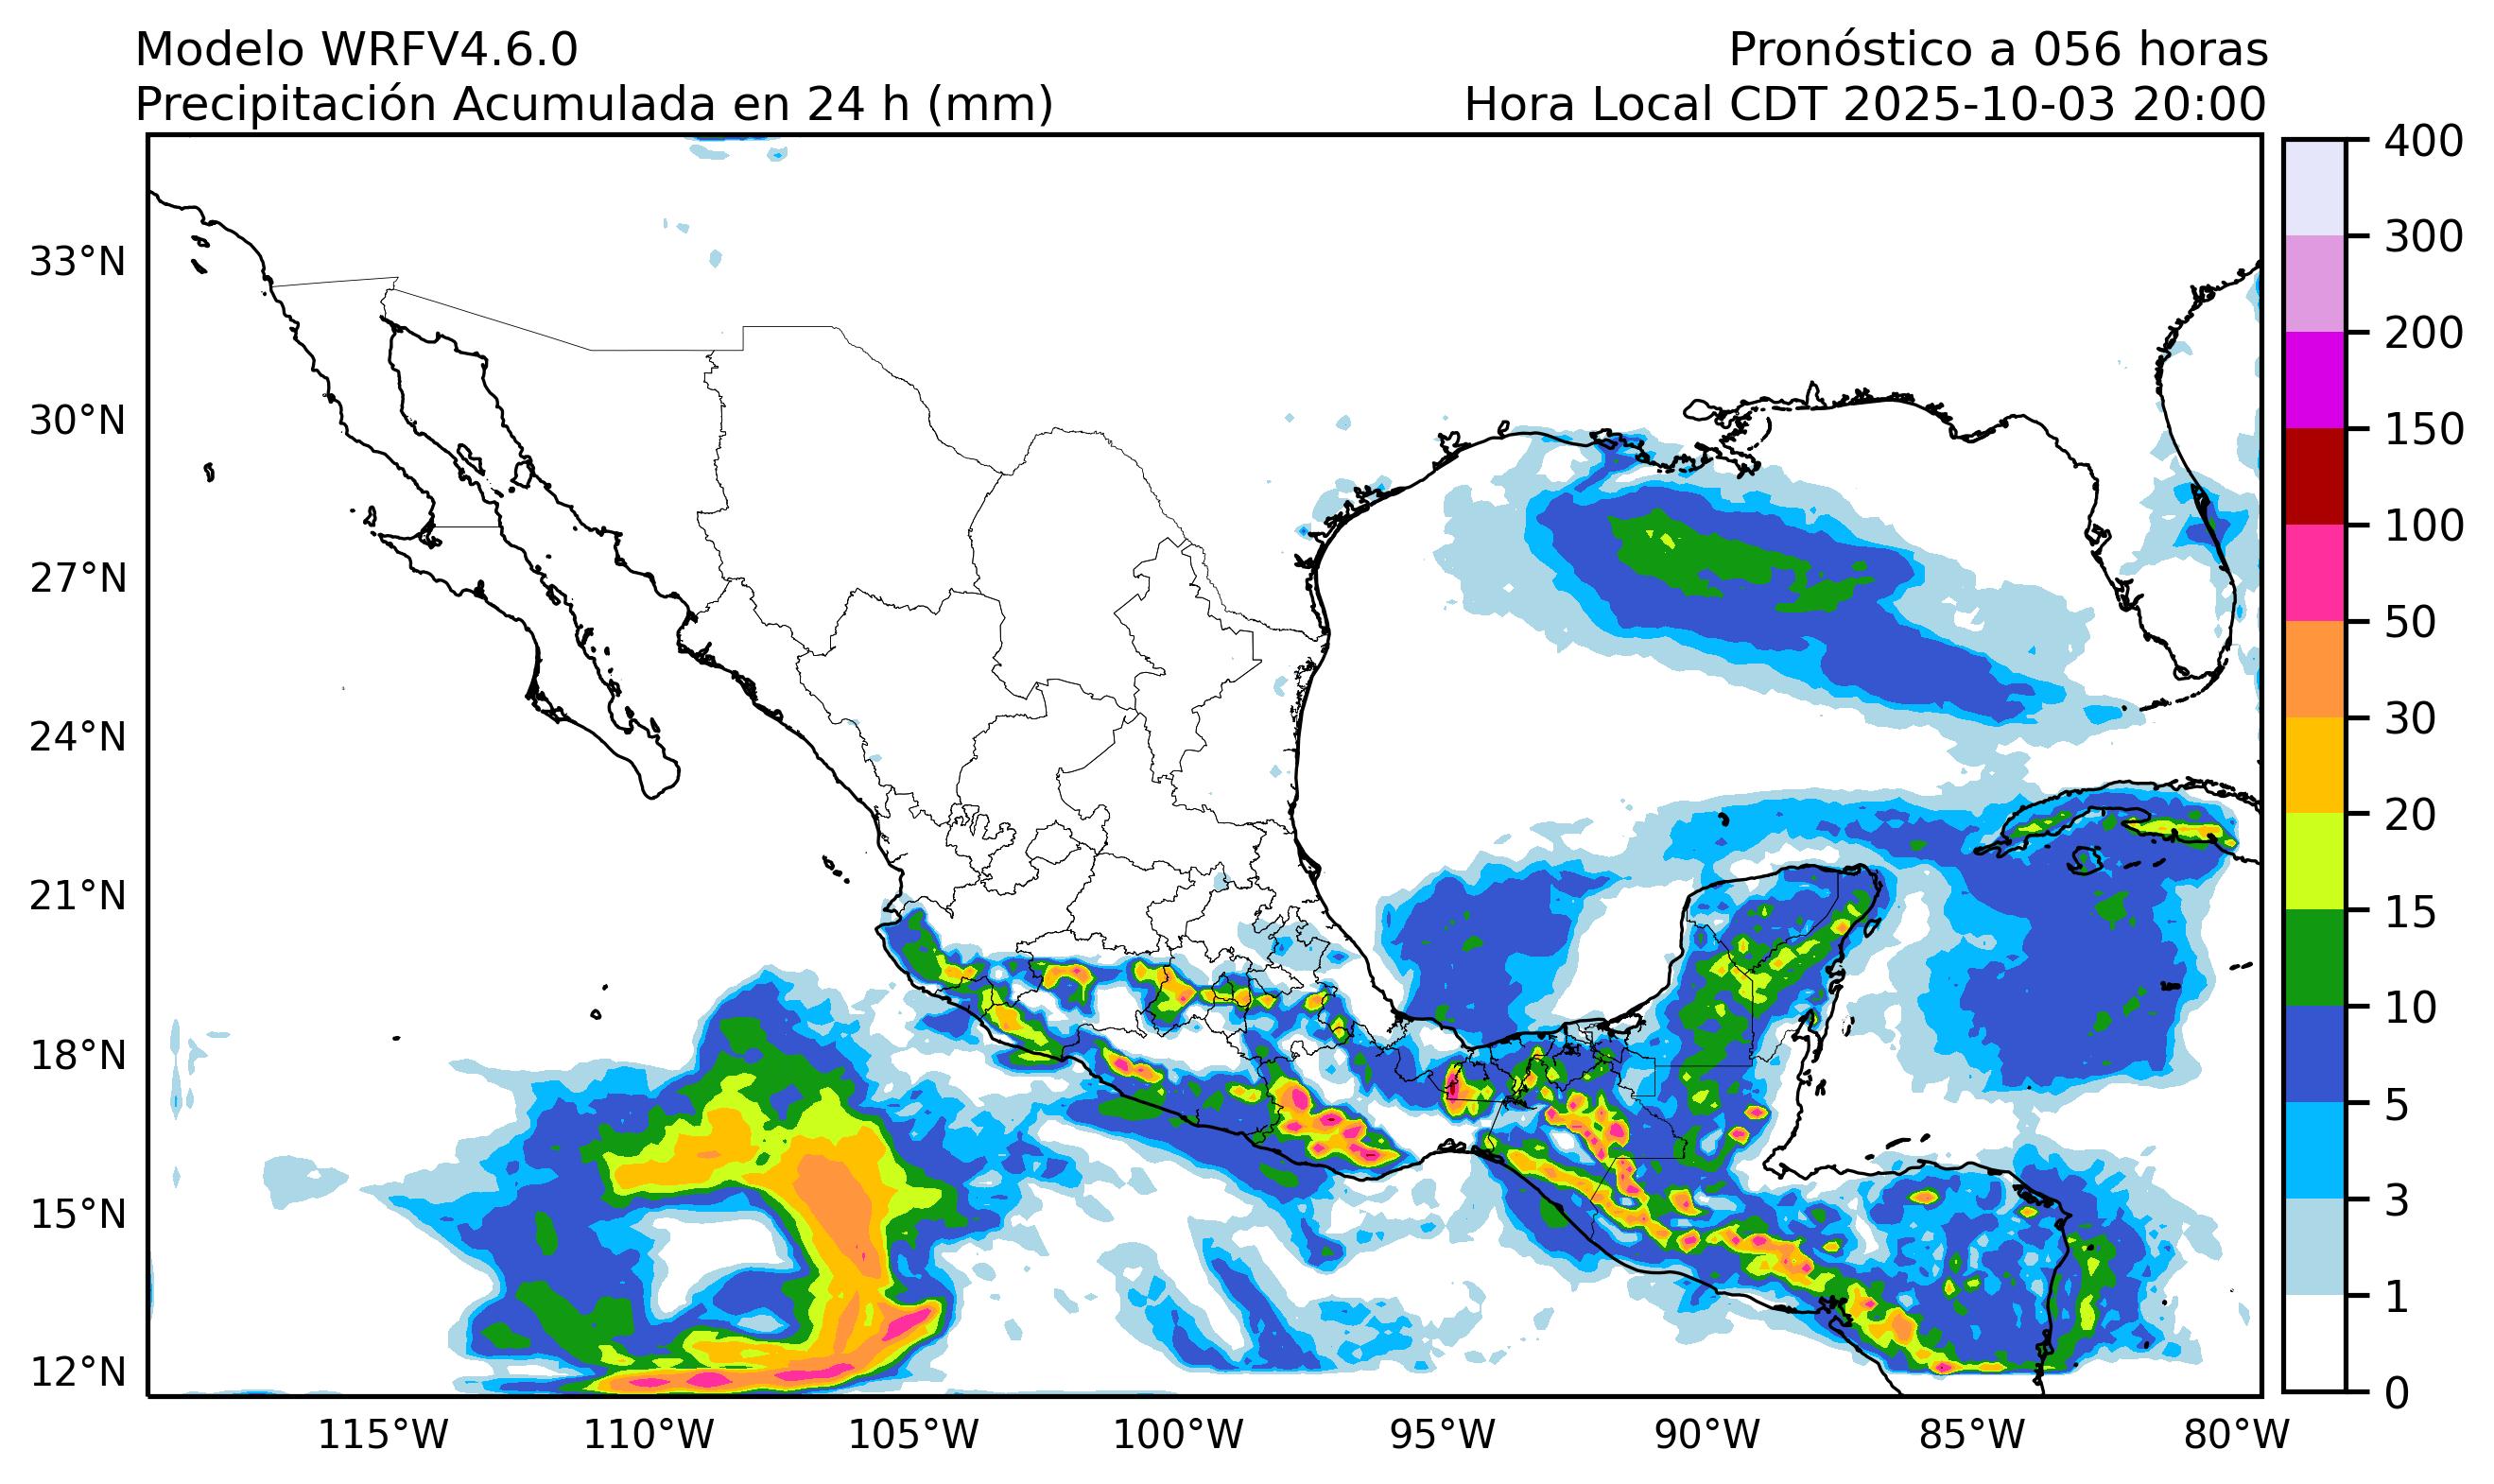 Modelo WRFV4.6.0
Pronóstico a 056 horas
Precipitación Acumulada en 24 h (mm)
Hora Local CDT 2025-10-03 20:00
400
300
200
150
100
50
30
20
15
10
5
3
1
0
33°N
30°N
27°N
24°N
21°N
18°N
15°N
12°N
115°W
110°W
105°W
100°W
95°W
90°W
85°W
80°W